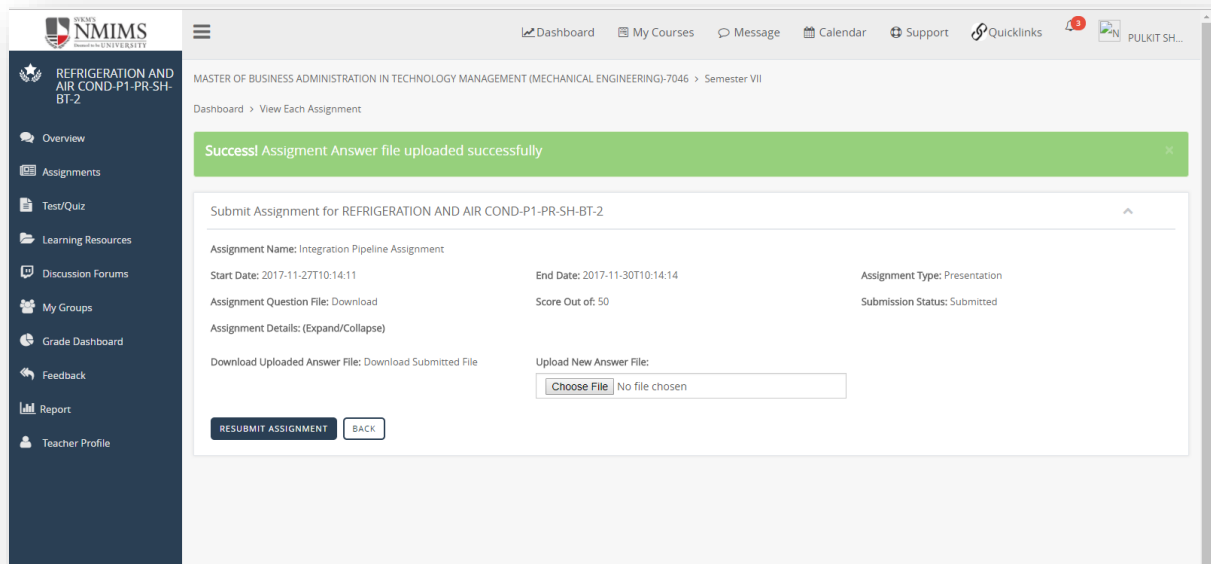 SVKM'S
NMIMS
Deemed to be UNIVERSITY
Dashboard My Courses Message Calendar Support Quicklinks 3 N PULKIT SH...
REFRIGERATION AND
AIR COND-P1-PR-SH-
BT-2
MASTER OF BUSINESS ADMINISTRATION IN TECHNOLOGY MANAGEMENT (MECHANICAL ENGINEERING)-7046 > Semester VII
Dashboard > View Each Assignment
Overview
Assignments
Test/Quiz
Learning Resources
Discussion Forums
My Groups
Grade Dashboard
Feedback
Report
Teacher Profile
Success! Assigment Answer file uploaded successfully ×
Submit Assignment for REFRIGERATION AND AIR COND-P1-PR-SH-BT-2
Assignment Name: Integration Pipeline Assignment
Start Date: 2017-11-27T10:14:11 End Date: 2017-11-30T10:14:14 Assignment Type: Presentation
Assignment Question File: Download Score Out of: 50 Submission Status: Submitted
Assignment Details: (Expand/Collapse)
Download Uploaded Answer File: Download Submitted File Upload New Answer File:
Choose File No file chosen
RESUBMIT ASSIGNMENT BACK